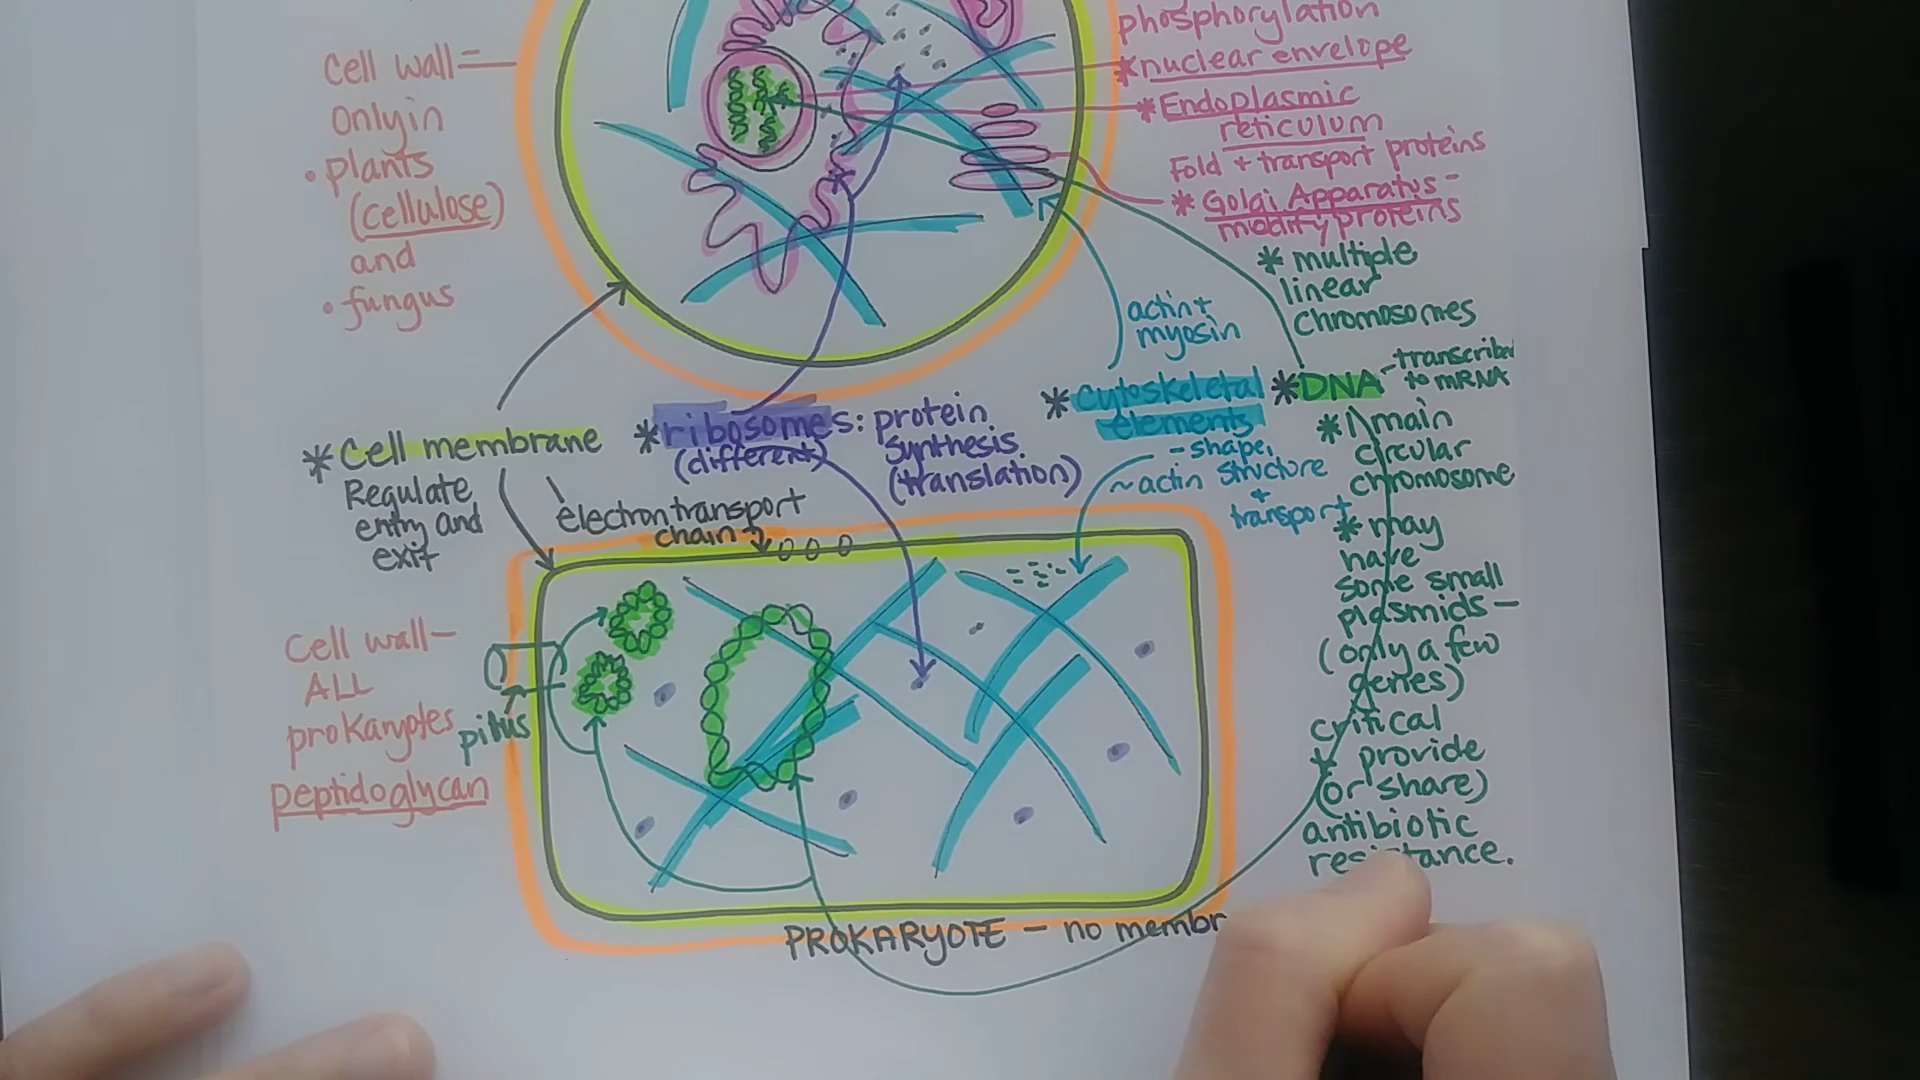 phosphorylation
*nuclear envelope
*Endoplasmic
reticulum
Fold + transport proteins
* Golgi Apparatus -
modify proteins
Cell wall
only in
• plants
(cellulose)
and
• fungus
* multiple
linear
chromosomes
actin +
myosin
*Cell membrane
Regulate
entry and
exit
electron transport
chain
*ribosomes: protein
(different)
synthesis
(translation)
*Cytoskeletal
elements
- shape,
~actin structure
+
transport
*DNA - transcribed
to mRNA
* 1 main
circular
chromosome
* may
have
some small
plasmids -
(only a few
genes)
critical
provide
(or share)
antibiotic
resistance.
Cell wall-
ALL
prokaryotes
peptidoglycan
pilus
PROKARYOTE - no membr